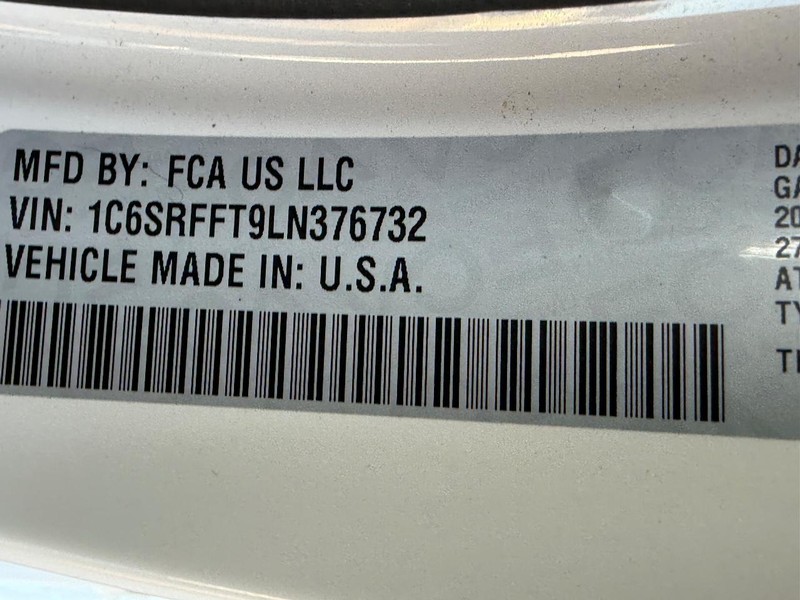 MFD BY: FCA US LLC
VIN: 1C6SRFFT9LN376732
VEHICLE MADE IN: U.S.A.